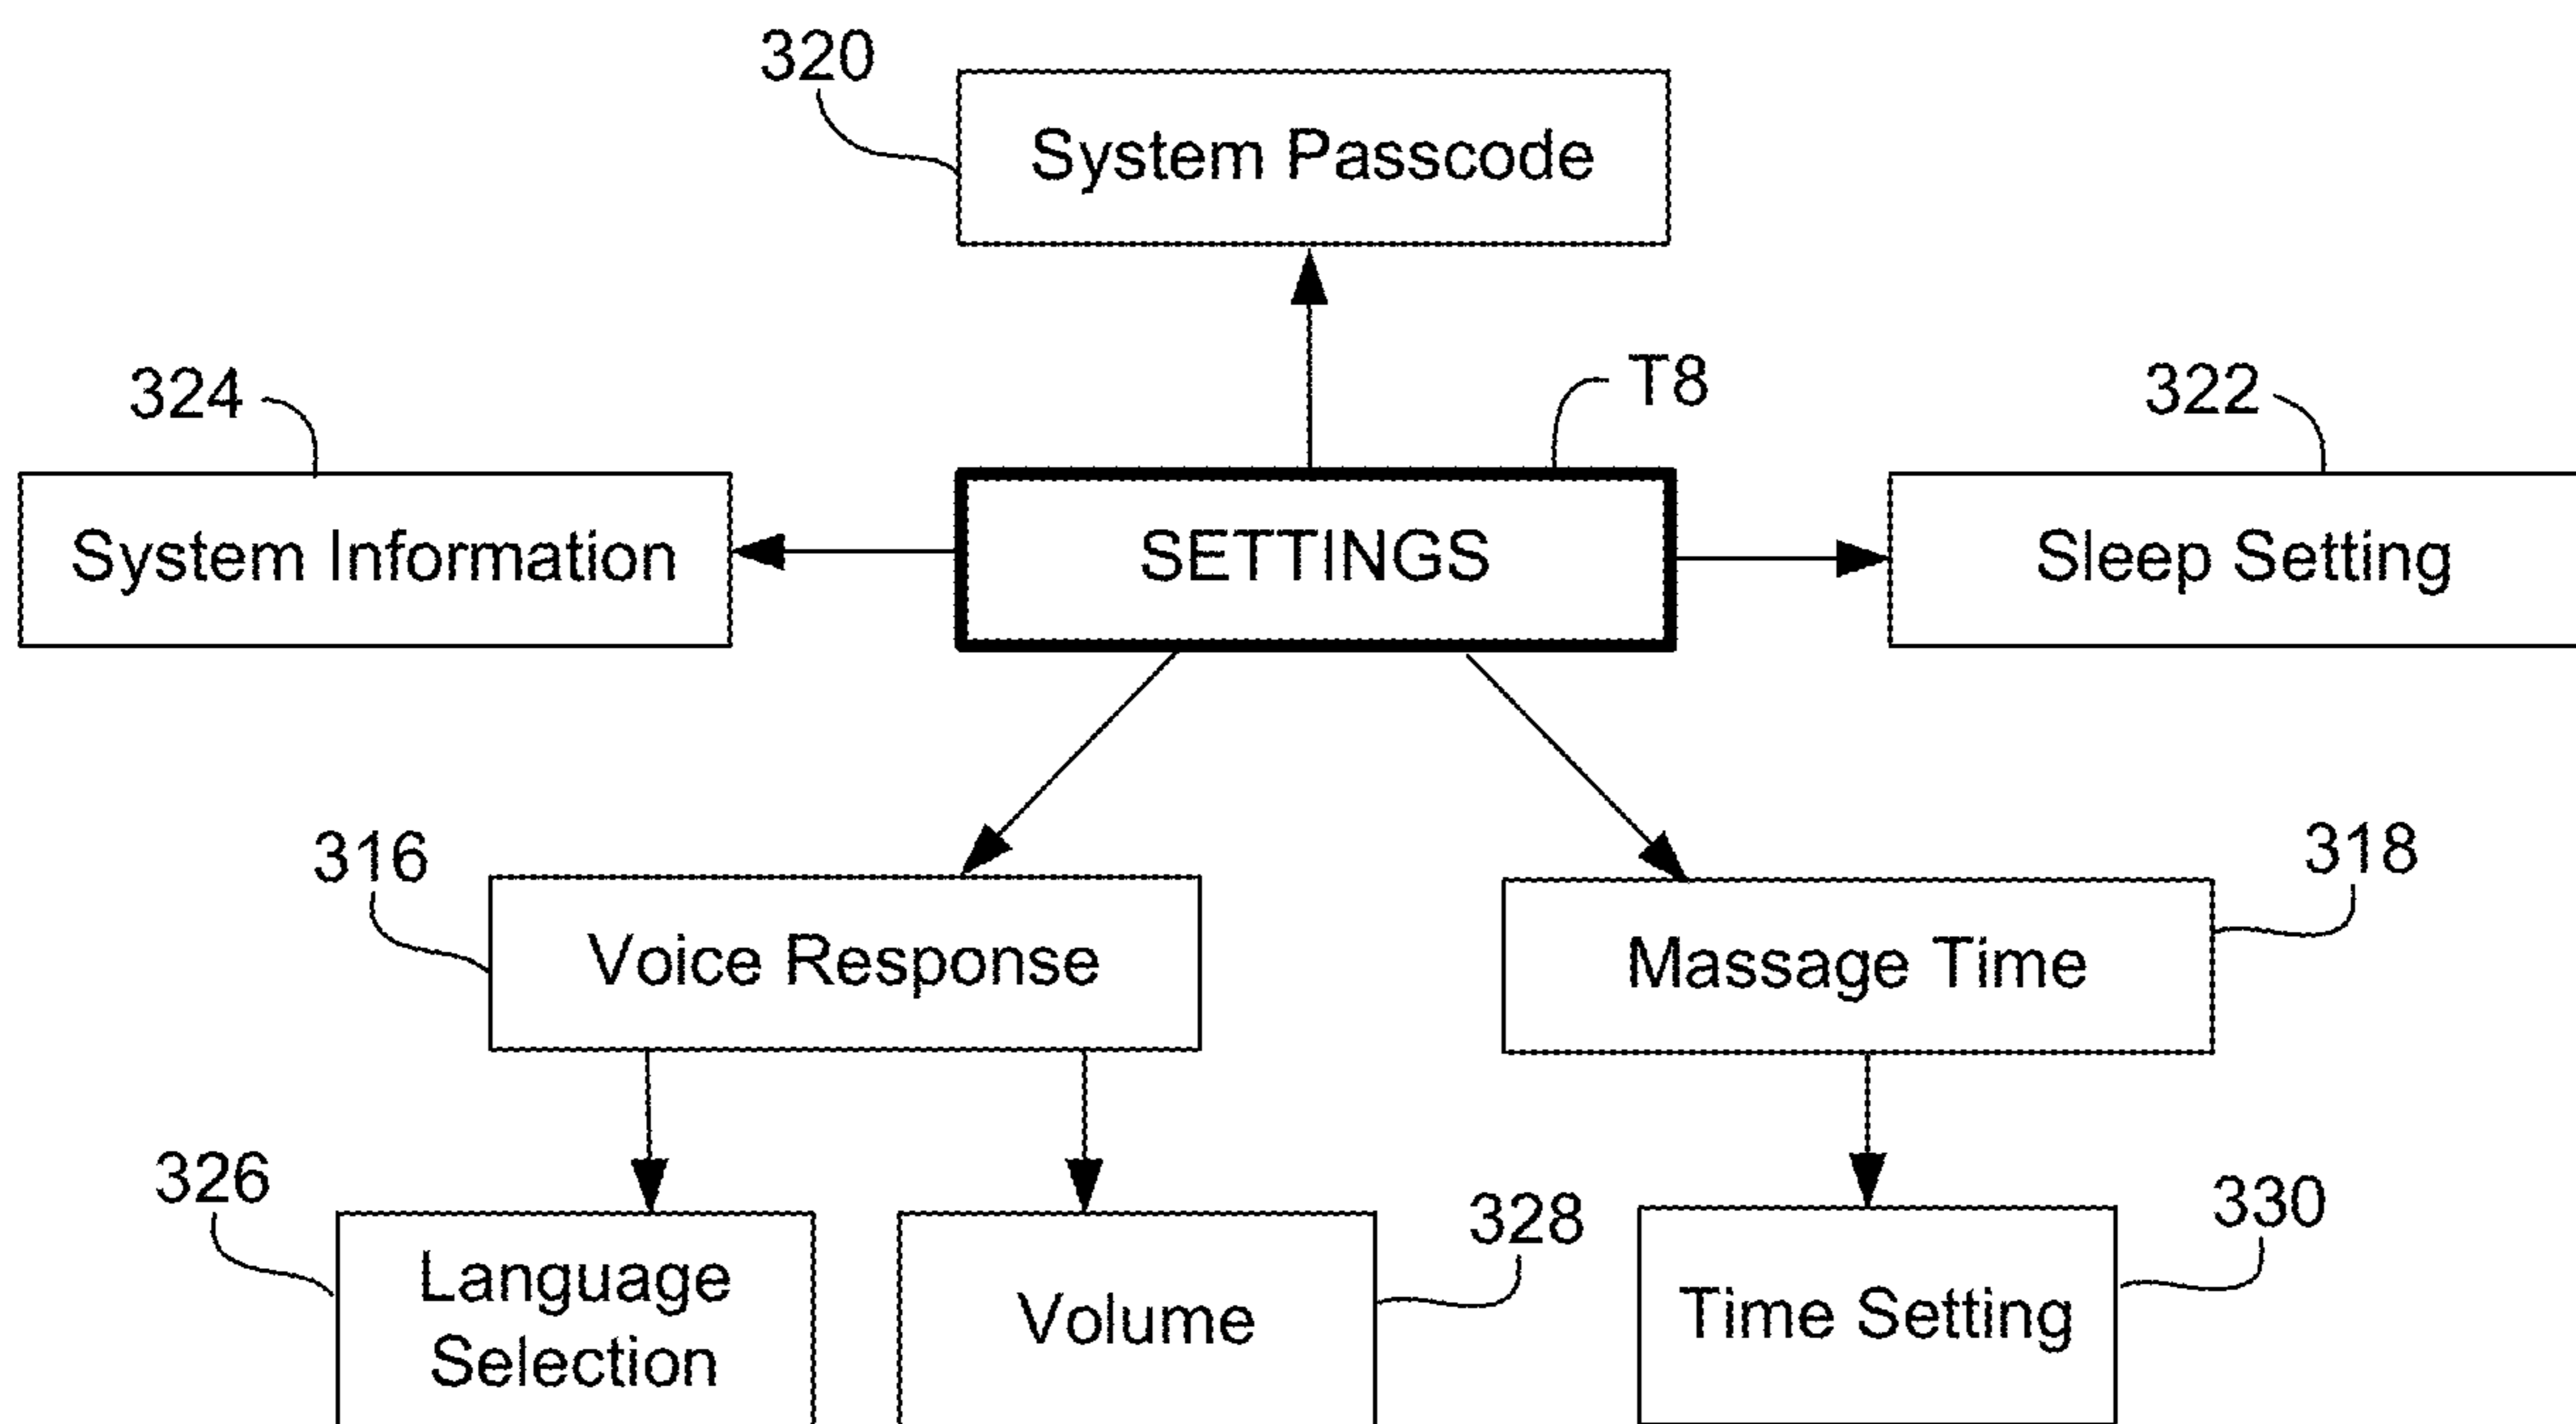 320
System Passcode
T8
324
322
System Information
SETTINGS
Sleep Setting
316
318
Voice Response
Massage Time
326
328
330
Language
Selection
Volume
Time Setting